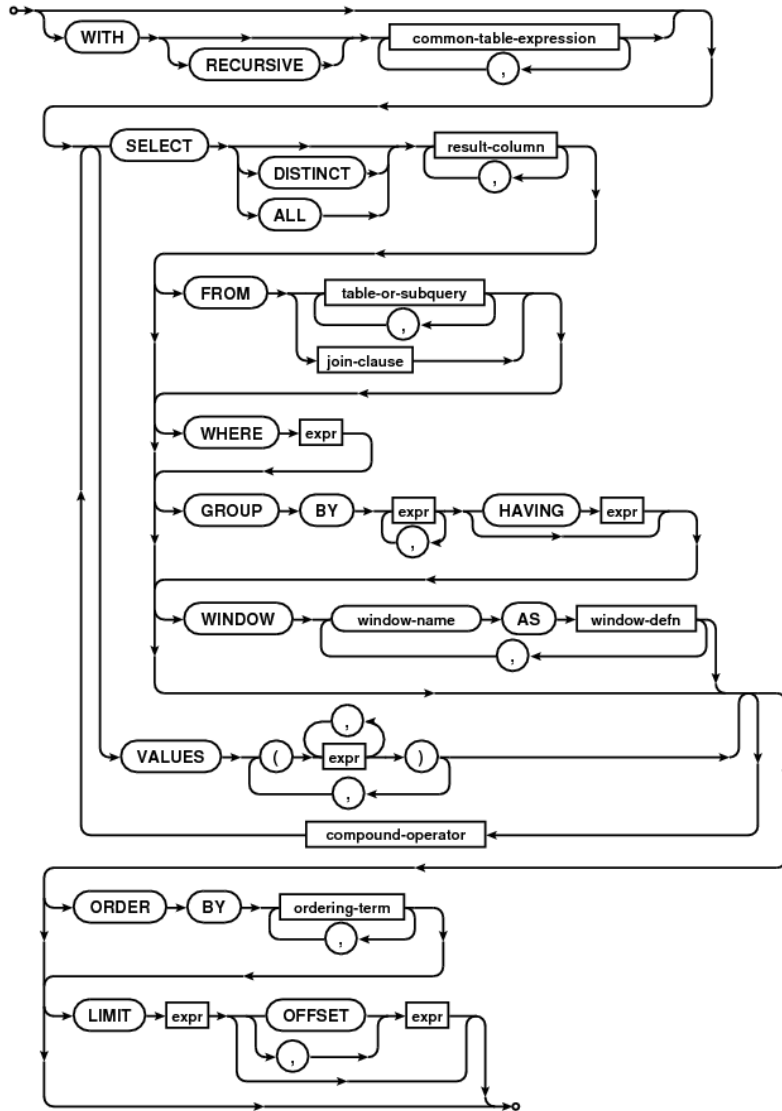 WITH
common-table-expression
RECURSIVE
,
SELECT
result-column
DISTINCT
,
ALL
FROM
table-or-subquery
,
join-clause
WHERE expr
GROUP BY expr HAVING expr
,
WINDOW window-name AS window-defn
,
,
VALUES ( expr )
,
compound-operator
ORDER BY ordering-term
,
LIMIT expr OFFSET expr
,